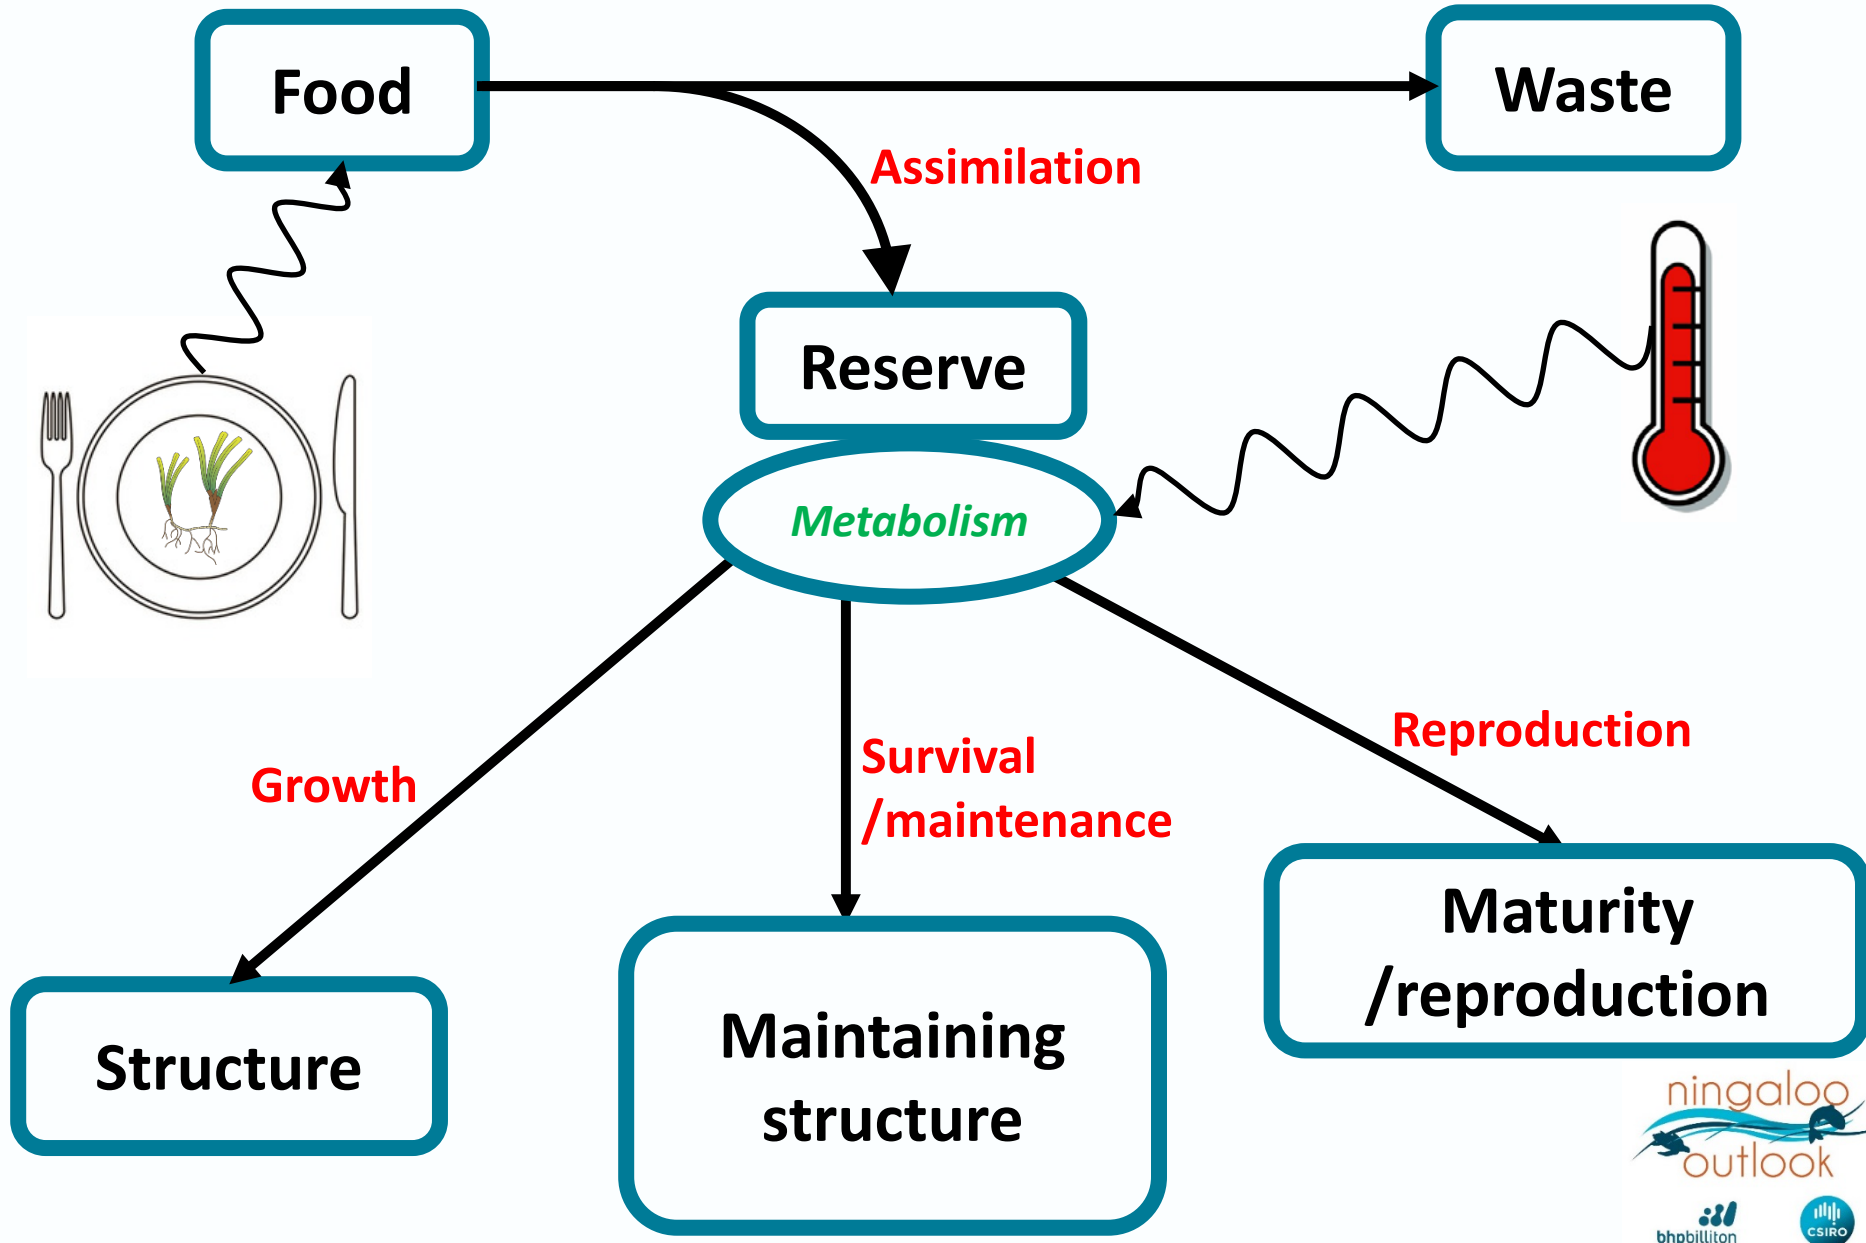 Food
Waste
Assimilation
Reserve
Metabolism
Growth
Survival
/maintenance
Reproduction
Structure
Maintaining
structure
Maturity
/reproduction
ningaloo
outlook
bhpbilliton
CSIRO